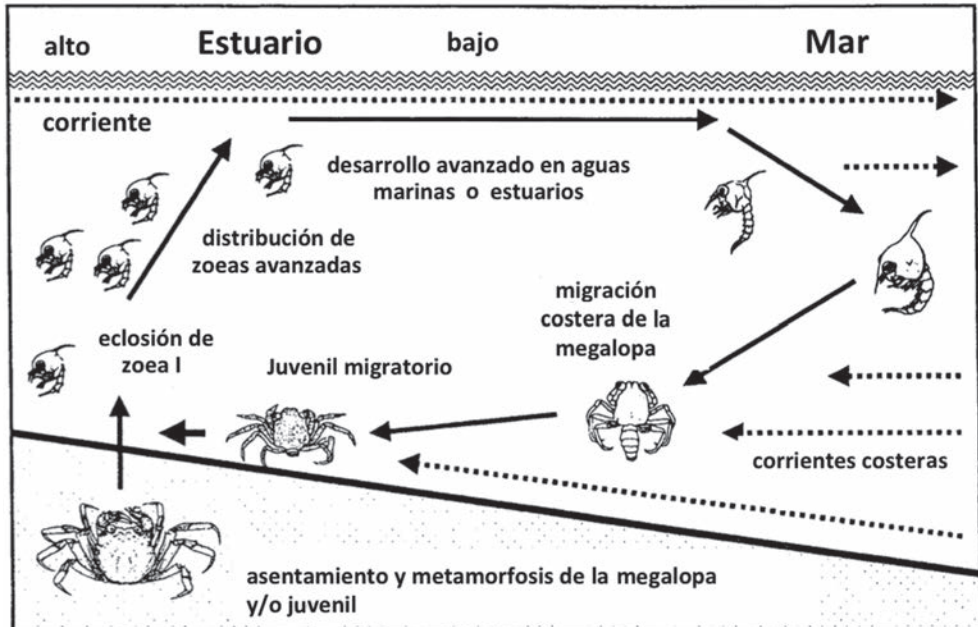 alto Estuario bajo Mar
corriente
desarrollo avanzado en aguas
marinas o estuarios
distribución de
zoeas avanzadas
migración
costera de la
megalopa
eclosión de
zoea I
Juvenil migratorio
corrientes costeras
asentamiento y metamorfosis de la megalopa
y/o juvenil